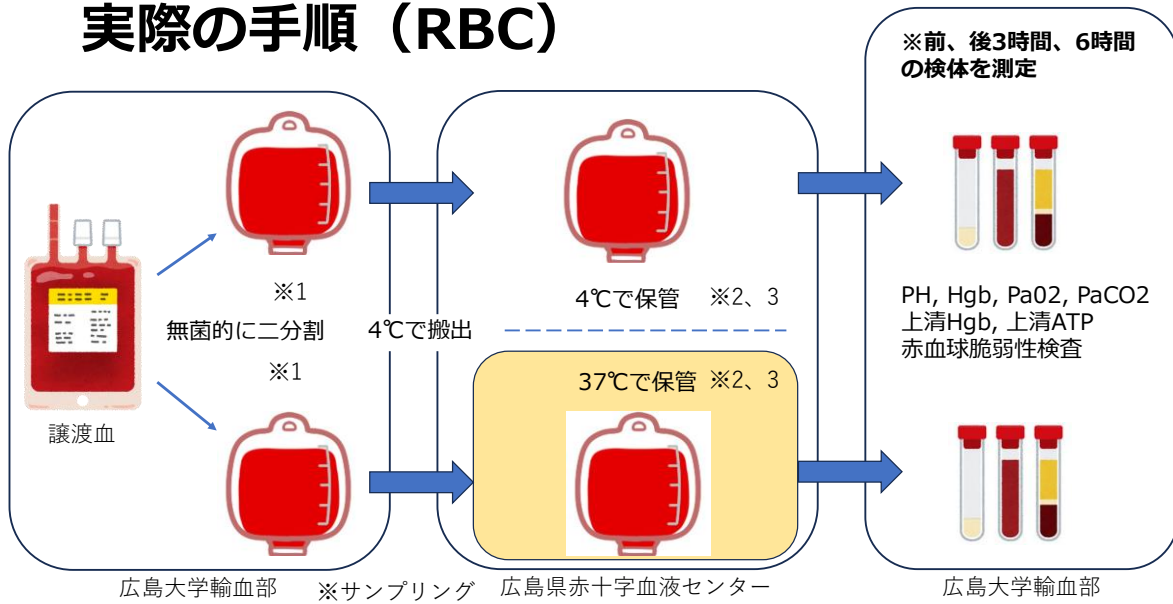 実際の手順（RBC）
※前、後3時間、6時間
の検体を測定
※1
無菌的に二分割
※1
譲渡血
4℃で搬出
4℃で保管 ※2、3
37℃で保管 ※2、3
PH, Hgb, Pa02, PaCO2
上清Hgb, 上清ATP
赤血球脆弱性検査
広島大学輸血部
※サンプリング
広島県赤十字血液センター
広島大学輸血部